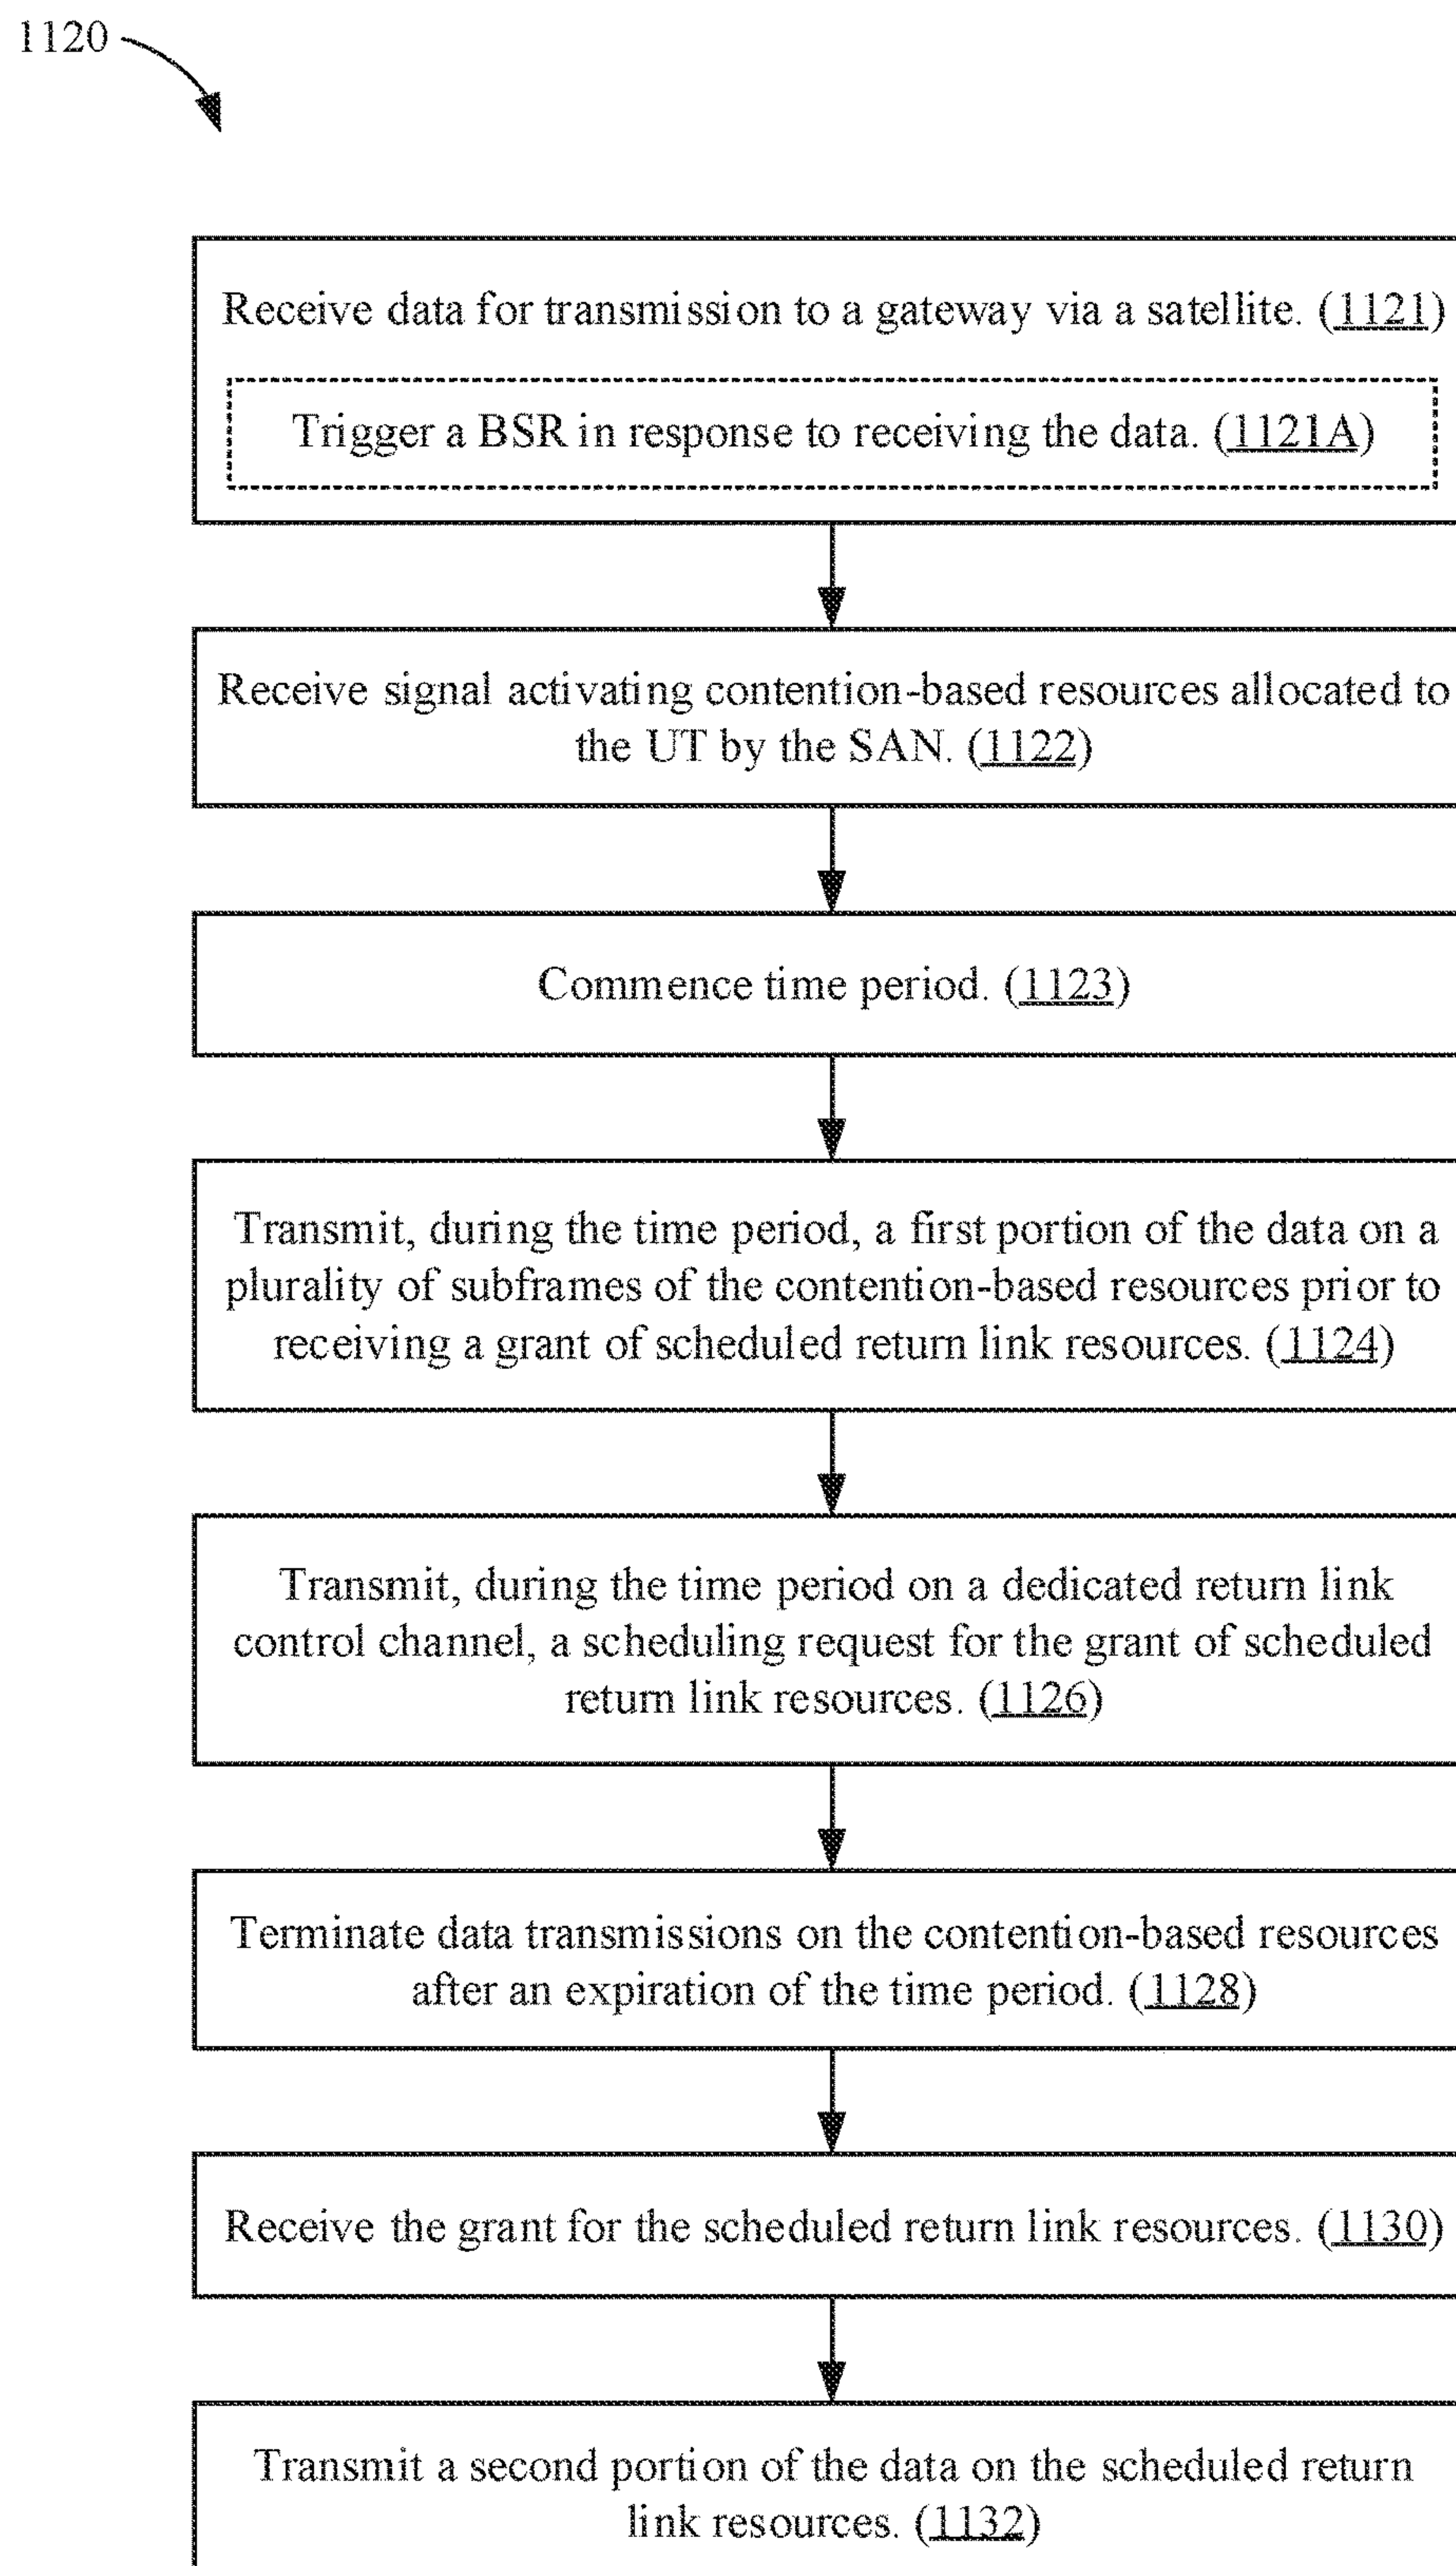 1120
Receive data for transmission to a gateway via a satellite. (1121)
Trigger a BSR in response to receiving the data. (1121A)
Receive signal activating contention-based resources allocated to
the UT by the SAN. (1122)
Commence time period. (1123)
Transmit, during the time period, a first portion of the data on a
plurality of subframes of the contention-based resources prior to
receiving a grant of scheduled return link resources. (1124)
Transmit, during the time period on a dedicated return link
control channel, a scheduling request for the grant of scheduled
return link resources. (1126)
Terminate data transmissions on the contention-based resources
after an expiration of the time period. (1128)
Receive the grant for the scheduled return link resources. (1130)
Transmit a second portion of the data on the scheduled return
link resources. (1132)